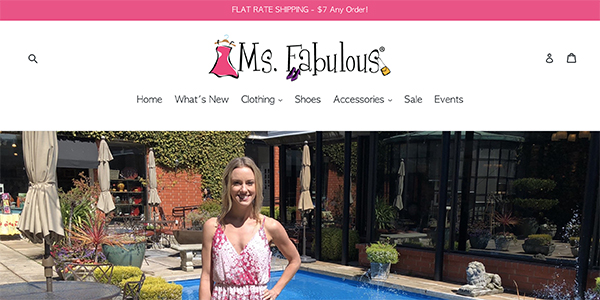 FLAT RATE SHIPPING - $7 Any Order!
Ms. Fabulous®
Home What's New Clothing Shoes Accessories Sale Events